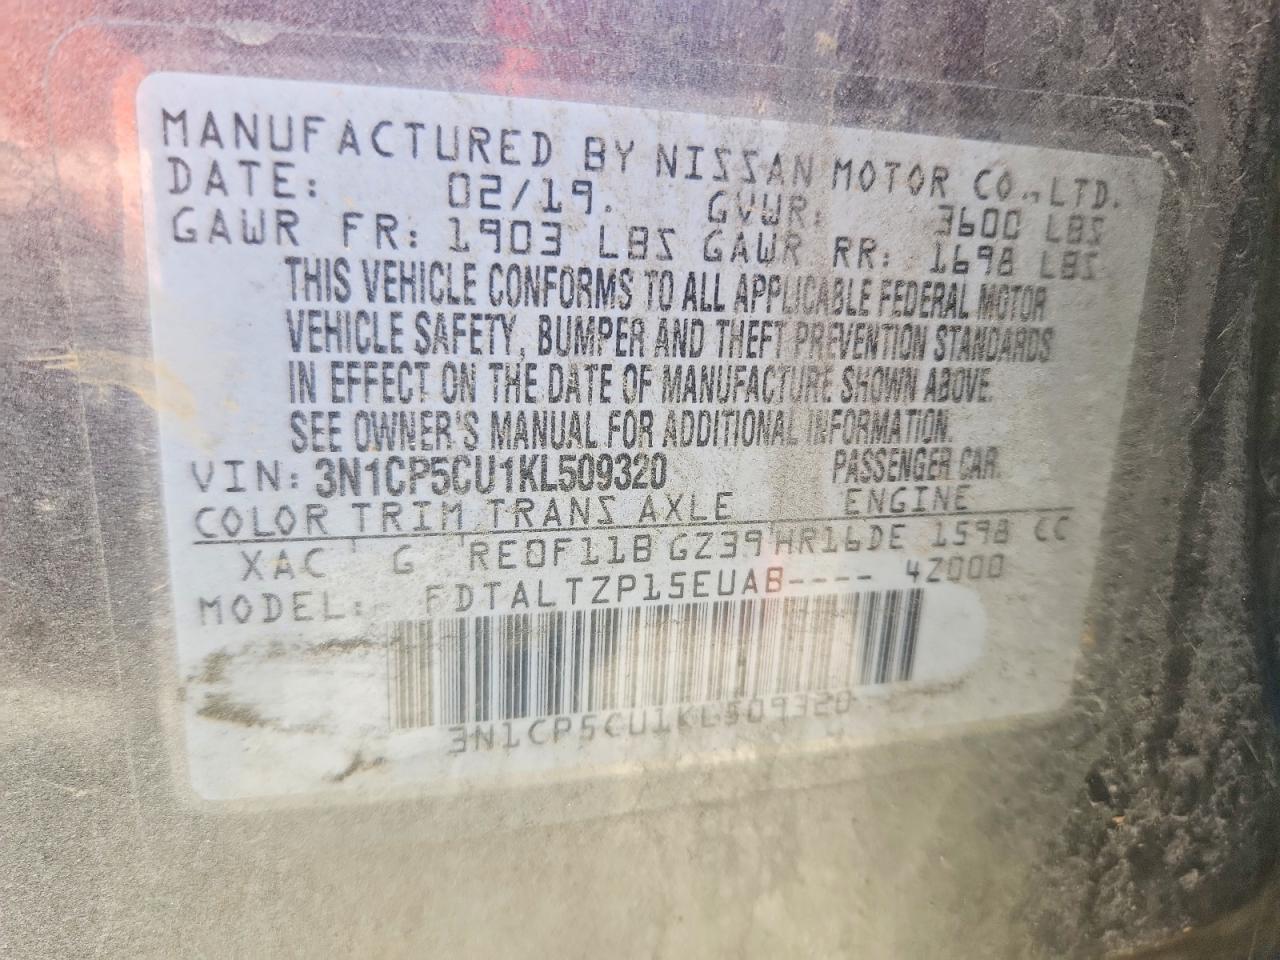 MANUFACTURED BY NISSAN MOTOR CO., LTD.
DATE: 02/19. GVWR: 3600 LBS
GAWR FR: 1903 LBS GAWR RR: 1698 LBS
THIS VEHICLE CONFORMS TO ALL APPLICABLE FEDERAL MOTOR
VEHICLE SAFETY, BUMPER AND THEFT PREVENTION STANDARDS
IN EFFECT ON THE DATE OF MANUFACTURE SHOWN ABOVE.
SEE OWNER'S MANUAL FOR ADDITIONAL INFORMATION.
VIN: 3N1CP5CU1KL509320 PASSENGER CAR.
COLOR TRIM TRANS AXLE ENGINE
XAC G RE0F11B GZ39 HR16DE 1598 CC
MODEL: FDTALTZP15EUAB---- 4Z000
3N1CP5CU1KL509320